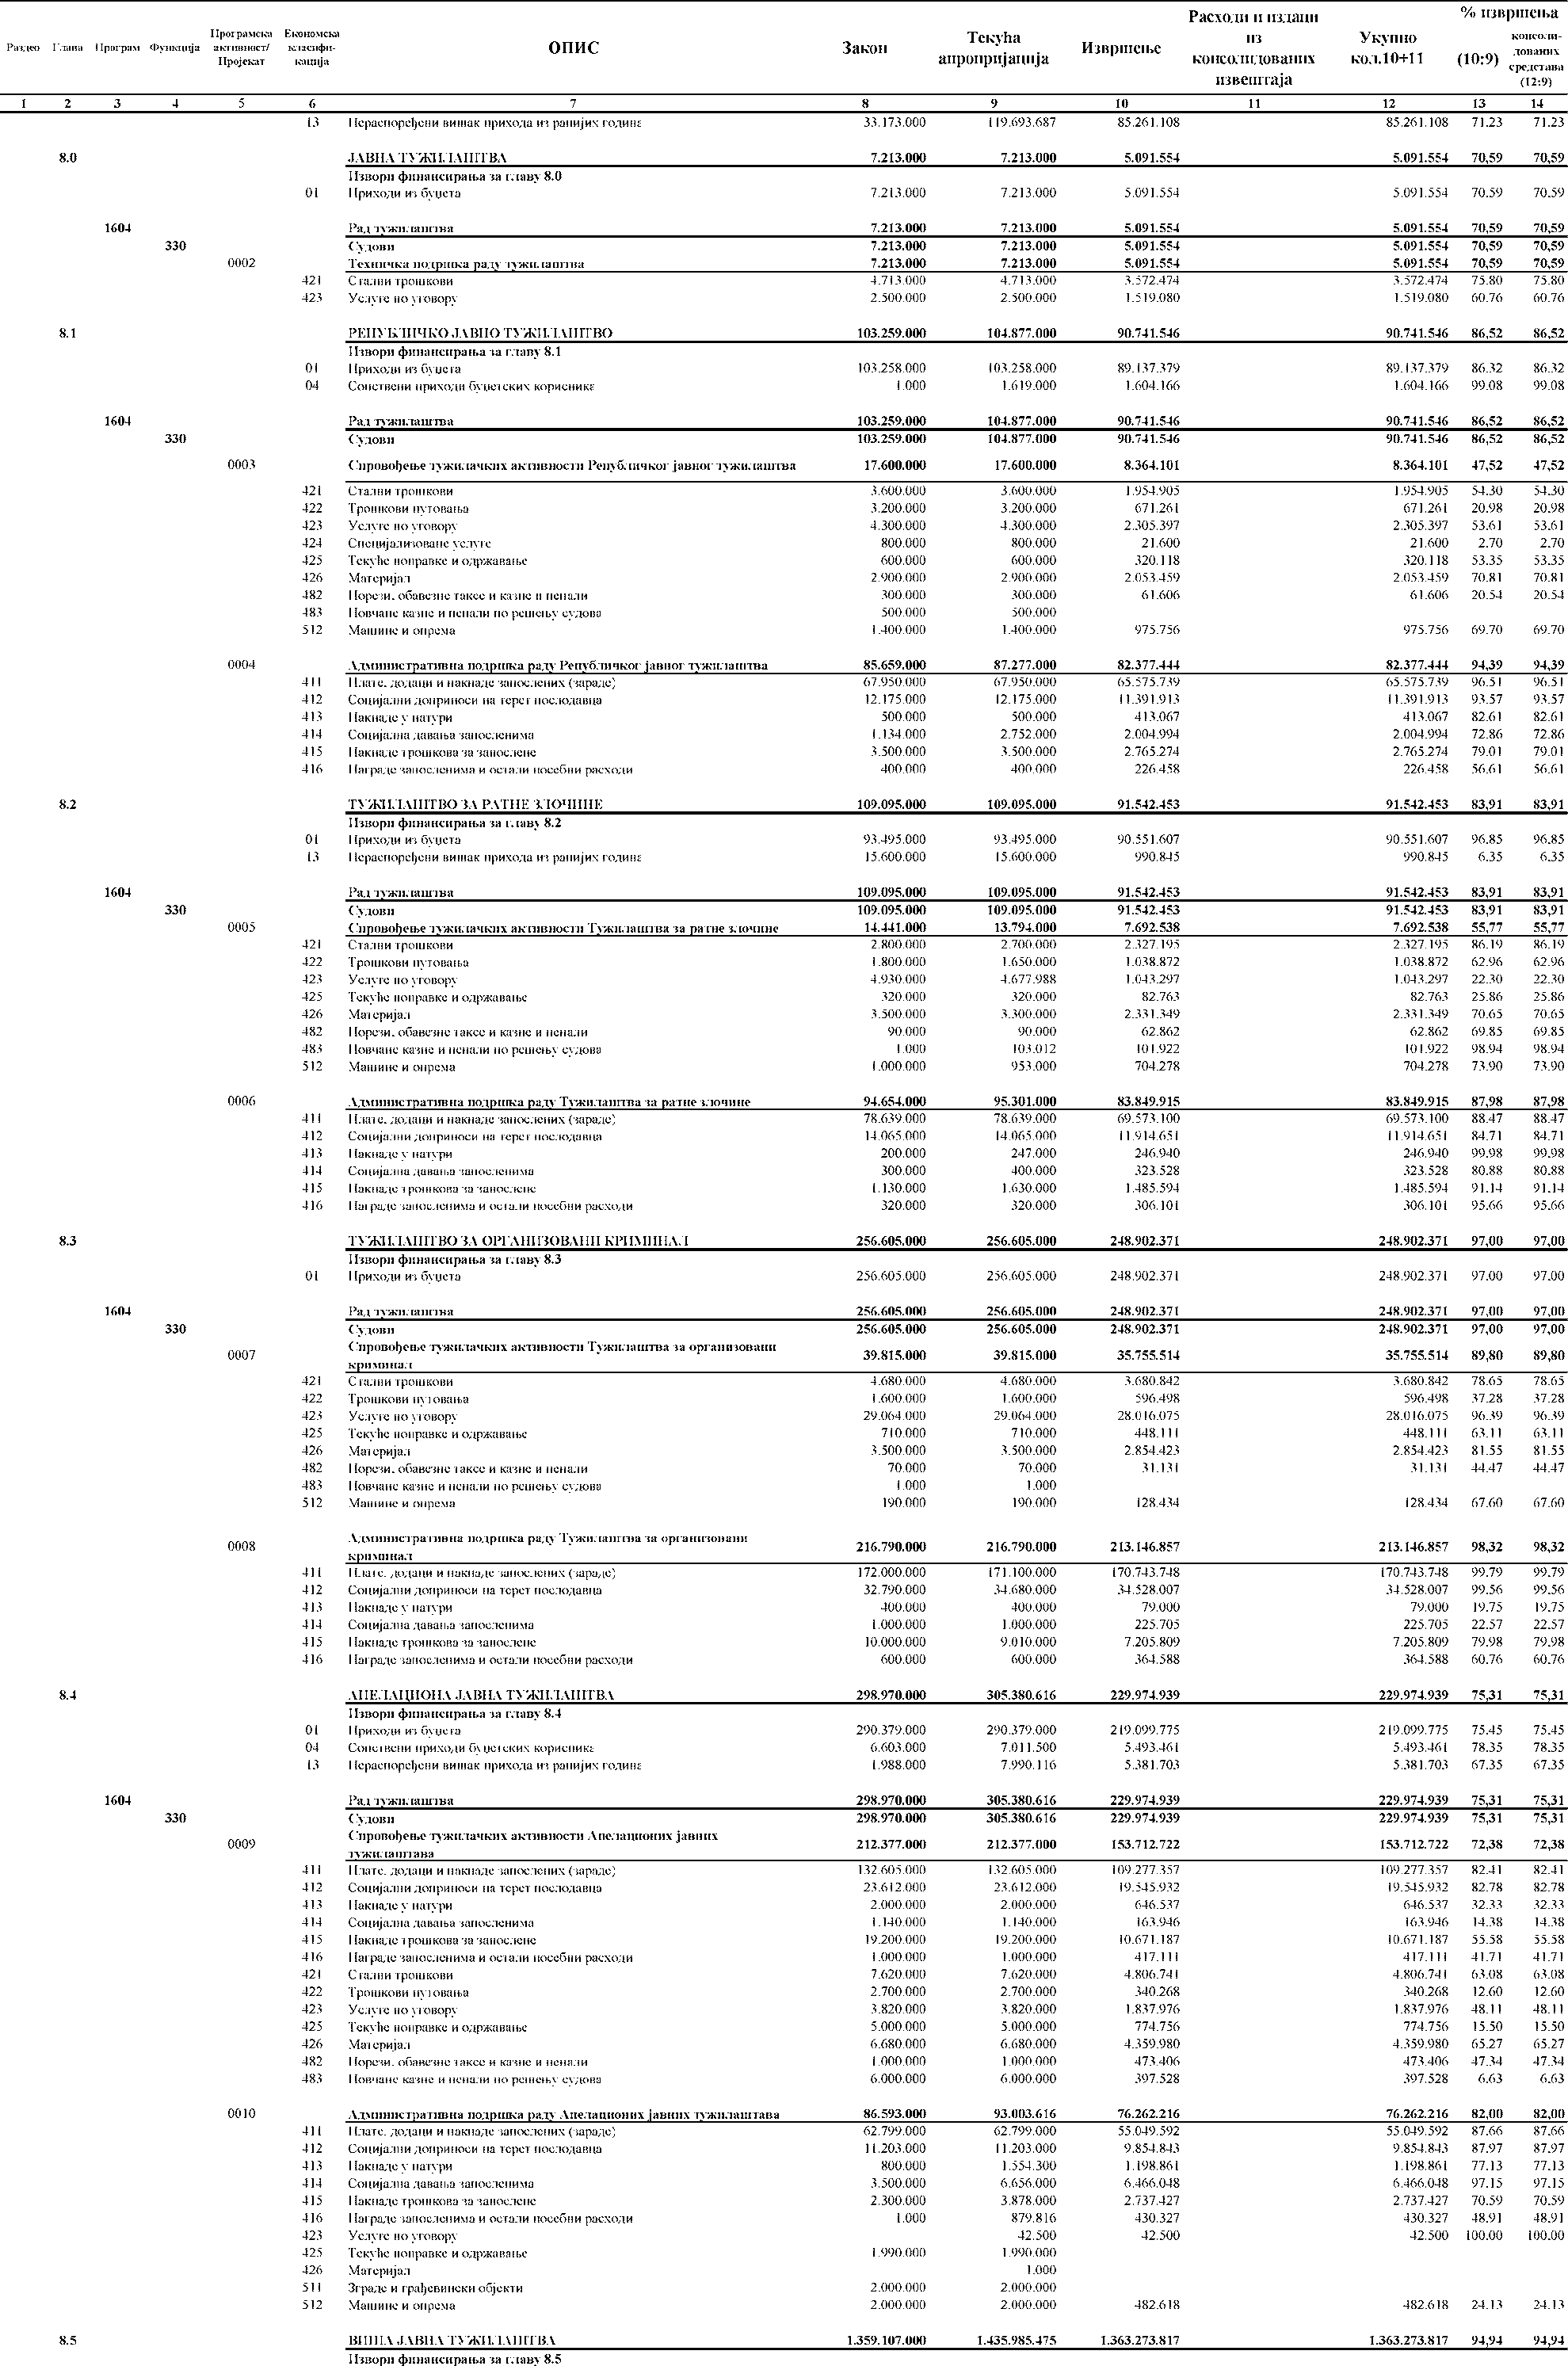 Раздео Глава Програм Функција Програмска активност/ Пројекат Економска класифи-кација ОПИС Закон Текућа апропријација Извршење Расходи и издаци из консолидованих извештаја Укупно кол.10+11 % извршења (10:9) консоли-дованих средстава (12:9)
1 2 3 4 5 6 7 8 9 10 11 12 13 14
13 Нераспоређени вишак прихода из ранијих година 33.173.000 119.693.687 85.261.108 85.261.108 71.23 71.23
8.0 ЈАВНА ТУЖИЛАШТВА 7.213.000 7.213.000 5.091.554 5.091.554 70,59 70,59
Извори финансирања за главу 8.0
01 Приходи из буџета 7.213.000 7.213.000 5.091.554 5.091.554 70.59 70.59
1604 Рад тужилаштва 7.213.000 7.213.000 5.091.554 5.091.554 70,59 70,59
330 Судови 7.213.000 7.213.000 5.091.554 5.091.554 70,59 70,59
0002 Техничка подршка раду тужилаштва 7.213.000 7.213.000 5.091.554 5.091.554 70,59 70,59
421 Стални трошкови 4.713.000 4.713.000 3.572.474 3.572.474 75.80 75.80
423 Услуге по уговору 2.500.000 2.500.000 1.519.080 1.519.080 60.76 60.76
8.1 РЕПУБЛИЧКО ЈАВНО ТУЖИЛАШТВО 103.259.000 104.877.000 90.741.546 90.741.546 86,52 86,52
Извори финансирања за главу 8.1
01 Приходи из буџета 103.258.000 103.258.000 89.137.379 89.137.379 86.32 86.32
04 Сопствени приходи буџетских корисника 1.000 1.619.000 1.604.166 1.604.166 99.08 99.08
1604 Рад тужилаштва 103.259.000 104.877.000 90.741.546 90.741.546 86,52 86,52
330 Судови 103.259.000 104.877.000 90.741.546 90.741.546 86,52 86,52
0003 Спровођење тужилачких активности Републичког јавног тужилаштва 17.600.000 17.600.000 8.364.101 8.364.101 47,52 47,52
421 Стални трошкови 3.600.000 3.600.000 1.954.905 1.954.905 54.30 54.30
422 Трошкови путовања 3.200.000 3.200.000 671.261 671.261 20.98 20.98
423 Услуге по уговору 4.300.000 4.300.000 2.305.397 2.305.397 53.61 53.61
424 Специјализоване услуге 800.000 800.000 21.600 21.600 2.70 2.70
425 Текуће поправке и одржавање 600.000 600.000 320.118 320.118 53.35 53.35
426 Материјал 2.900.000 2.900.000 2.053.459 2.053.459 70.81 70.81
482 Порези, обавезне таксе и казне и пенали 300.000 300.000 61.606 61.606 20.54 20.54
483 Новчане казне и пенали по решењу судова 500.000 500.000
512 Машине и опрема 1.400.000 1.400.000 975.756 975.756 69.70 69.70
0004 Административна подршка раду Републичког јавног тужилаштва 85.659.000 87.277.000 82.377.444 82.377.444 94,39 94,39
411 Плате, додаци и накнаде запослених (зараде) 67.950.000 67.950.000 65.575.739 65.575.739 96.51 96.51
412 Социјални доприноси на терет послодавца 12.175.000 12.175.000 11.391.913 11.391.913 93.57 93.57
413 Накнаде у натури 500.000 500.000 413.067 413.067 82.61 82.61
414 Социјална давања запосленима 1.134.000 2.752.000 2.004.994 2.004.994 72.86 72.86
415 Накнаде трошкова за запослене 3.500.000 3.500.000 2.765.274 2.765.274 79.01 79.01
416 Награде запосленима и остали посебни расходи 400.000 400.000 226.458 226.458 56.61 56.61
8.2 ТУЖИЛАШТВО ЗА РАТНЕ ЗЛОЧИНЕ 109.095.000 109.095.000 91.542.453 91.542.453 83,91 83,91
Извори финансирања за главу 8.2
01 Приходи из буџета 93.495.000 93.495.000 90.551.607 90.551.607 96.85 96.85
13 Нераспоређени вишак прихода из ранијих година 15.600.000 15.600.000 990.845 990.845 6.35 6.35
1604 Рад тужилаштва 109.095.000 109.095.000 91.542.453 91.542.453 83,91 83,91
330 Судови 109.095.000 109.095.000 91.542.453 91.542.453 83,91 83,91
0005 Спровођење тужилачких активности Тужилаштва за ратне злочине 14.441.000 13.794.000 7.692.538 7.692.538 55,77 55,77
421 Стални трошкови 2.800.000 2.700.000 2.327.195 2.327.195 86.19 86.19
422 Трошкови путовања 1.800.000 1.650.000 1.038.872 1.038.872 62.96 62.96
423 Услуге по уговору 4.930.000 4.677.988 1.043.297 1.043.297 22.30 22.30
425 Текуће поправке и одржавање 320.000 320.000 82.763 82.763 25.86 25.86
426 Материјал 3.500.000 3.300.000 2.331.349 2.331.349 70.65 70.65
482 Порези, обавезне таксе и казне и пенали 90.000 90.000 62.862 62.862 69.85 69.85
483 Новчане казне и пенали по решењу судова 1.000 103.012 101.922 101.922 98.94 98.94
512 Машине и опрема 1.000.000 953.000 704.278 704.278 73.90 73.90
0006 Административна подршка раду Тужилаштва за ратне злочине 94.654.000 95.301.000 83.849.915 83.849.915 87,98 87,98
411 Плате, додаци и накнаде запослених (зараде) 78.639.000 78.639.000 69.573.100 69.573.100 88.47 88.47
412 Социјални доприноси на терет послодавца 14.065.000 14.065.000 11.914.651 11.914.651 84.71 84.71
413 Накнаде у натури 200.000 247.000 246.940 246.940 99.98 99.98
414 Социјална давања запосленима 300.000 400.000 323.528 323.528 80.88 80.88
415 Накнаде трошкова за запослене 1.130.000 1.630.000 1.485.594 1.485.594 91.14 91.14
416 Награде запосленима и остали посебни расходи 320.000 320.000 306.101 306.101 95.66 95.66
8.3 ТУЖИЛАШТВО ЗА ОРГАНИЗОВАНИ КРИМИНАЛ 256.605.000 256.605.000 248.902.371 248.902.371 97,00 97,00
Извори финансирања за главу 8.3
01 Приходи из буџета 256.605.000 256.605.000 248.902.371 248.902.371 97.00 97.00
1604 Рад тужилаштва 256.605.000 256.605.000 248.902.371 248.902.371 97,00 97,00
330 Судови 256.605.000 256.605.000 248.902.371 248.902.371 97,00 97,00
0007 Спровођење тужилачких активности Тужилаштва за организовани криминал 39.815.000 39.815.000 35.755.514 35.755.514 89,80 89,80
421 Стални трошкови 4.680.000 4.680.000 3.680.842 3.680.842 78.65 78.65
422 Трошкови путовања 1.600.000 1.600.000 596.498 596.498 37.28 37.28
423 Услуге по уговору 29.064.000 29.064.000 28.016.075 28.016.075 96.39 96.39
425 Текуће поправке и одржавање 710.000 710.000 448.111 448.111 63.11 63.11
426 Материјал 3.500.000 3.500.000 2.854.423 2.854.423 81.55 81.55
482 Порези, обавезне таксе и казне и пенали 70.000 70.000 31.131 31.131 44.47 44.47
483 Новчане казне и пенали по решењу судова 1.000 1.000
512 Машине и опрема 190.000 190.000 128.434 128.434 67.60 67.60
0008 Административна подршка раду Тужилаштва за организовани криминал 216.790.000 216.790.000 213.146.857 213.146.857 98,32 98,32
411 Плате, додаци и накнаде запослених (зараде) 172.000.000 171.100.000 170.743.748 170.743.748 99.79 99.79
412 Социјални доприноси на терет послодавца 32.790.000 34.680.000 34.528.007 34.528.007 99.56 99.56
413 Накнаде у натури 400.000 400.000 79.000 79.000 19.75 19.75
414 Социјална давања запосленима 1.000.000 1.000.000 225.705 225.705 22.57 22.57
415 Накнаде трошкова за запослене 10.000.000 9.010.000 7.205.809 7.205.809 79.98 79.98
416 Награде запосленима и остали посебни расходи 600.000 600.000 364.588 364.588 60.76 60.76
8.4 АПЕЛАЦИОНА ЈАВНА ТУЖИЛАШТВА 298.970.000 305.380.616 229.974.939 229.974.939 75,31 75,31
Извори финансирања за главу 8.4
01 Приходи из буџета 290.379.000 290.379.000 219.099.775 219.099.775 75.45 75.45
04 Сопствени приходи буџетских корисника 6.603.000 7.011.500 5.493.461 5.493.461 78.35 78.35
13 Нераспоређени вишак прихода из ранијих година 1.988.000 7.990.116 5.381.703 5.381.703 67.35 67.35
1604 Рад тужилаштва 298.970.000 305.380.616 229.974.939 229.974.939 75,31 75,31
330 Судови 298.970.000 305.380.616 229.974.939 229.974.939 75,31 75,31
0009 Спровођење тужилачких активности Апелационих јавних тужилаштава 212.377.000 212.377.000 153.712.722 153.712.722 72,38 72,38
411 Плате, додаци и накнаде запослених (зараде) 132.605.000 132.605.000 109.277.357 109.277.357 82.41 82.41
412 Социјални доприноси на терет послодавца 23.612.000 23.612.000 19.545.932 19.545.932 82.78 82.78
413 Накнаде у натури 2.000.000 2.000.000 646.537 646.537 32.33 32.33
414 Социјална давања запосленима 1.140.000 1.140.000 163.946 163.946 14.38 14.38
415 Накнаде трошкова за запослене 19.200.000 19.200.000 10.671.187 10.671.187 55.58 55.58
416 Награде запосленима и остали посебни расходи 1.000.000 1.000.000 417.111 417.111 41.71 41.71
421 Стални трошкови 7.620.000 7.620.000 4.806.741 4.806.741 63.08 63.08
422 Трошкови путовања 2.700.000 2.700.000 340.268 340.268 12.60 12.60
423 Услуге по уговору 3.820.000 3.820.000 1.837.976 1.837.976 48.11 48.11
425 Текуће поправке и одржавање 5.000.000 5.000.000 774.756 774.756 15.50 15.50
426 Материјал 6.680.000 6.680.000 4.359.980 4.359.980 65.27 65.27
482 Порези, обавезне таксе и казне и пенали 1.000.000 1.000.000 473.406 473.406 47.34 47.34
483 Новчане казне и пенали по решењу судова 6.000.000 6.000.000 397.528 397.528 6.63 6.63
0010 Административна подршка раду Апелационих јавних тужилаштава 86.593.000 93.003.616 76.262.216 76.262.216 82,00 82,00
411 Плате, додаци и накнаде запослених (зараде) 62.799.000 62.799.000 55.049.592 55.049.592 87.66 87.66
412 Социјални доприноси на терет послодавца 11.203.000 11.203.000 9.854.843 9.854.843 87.97 87.97
413 Накнаде у натури 800.000 1.554.300 1.198.861 1.198.861 77.13 77.13
414 Социјална давања запосленима 3.500.000 6.656.000 6.466.048 6.466.048 97.15 97.15
415 Накнаде трошкова за запослене 2.300.000 3.878.000 2.737.427 2.737.427 70.59 70.59
416 Награде запосленима и остали посебни расходи 1.000 879.816 430.327 430.327 48.91 48.91
423 Услуге по уговору 42.500 42.500 42.500 100.00 100.00
425 Текуће поправке и одржавање 1.990.000 1.990.000
426 Материјал 1.000
511 Зграде и грађевински објекти 2.000.000 2.000.000
512 Машине и опрема 2.000.000 2.000.000 482.618 482.618 24.13 24.13
8.5 ВИША ЈАВНА ТУЖИЛАШТВА 1.359.107.000 1.435.985.475 1.363.273.817 1.363.273.817 94,94 94,94
Извори финансирања за главу 8.5